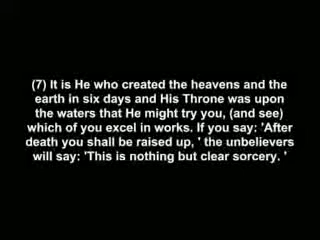 (7) It is He who created the heavens and the
earth in six days and His Throne was upon
the waters that He might try you, (and see)
which of you excel in works. If you say: 'After
death you shall be raised up, ' the unbelievers
will say: 'This is nothing but clear sorcery. '